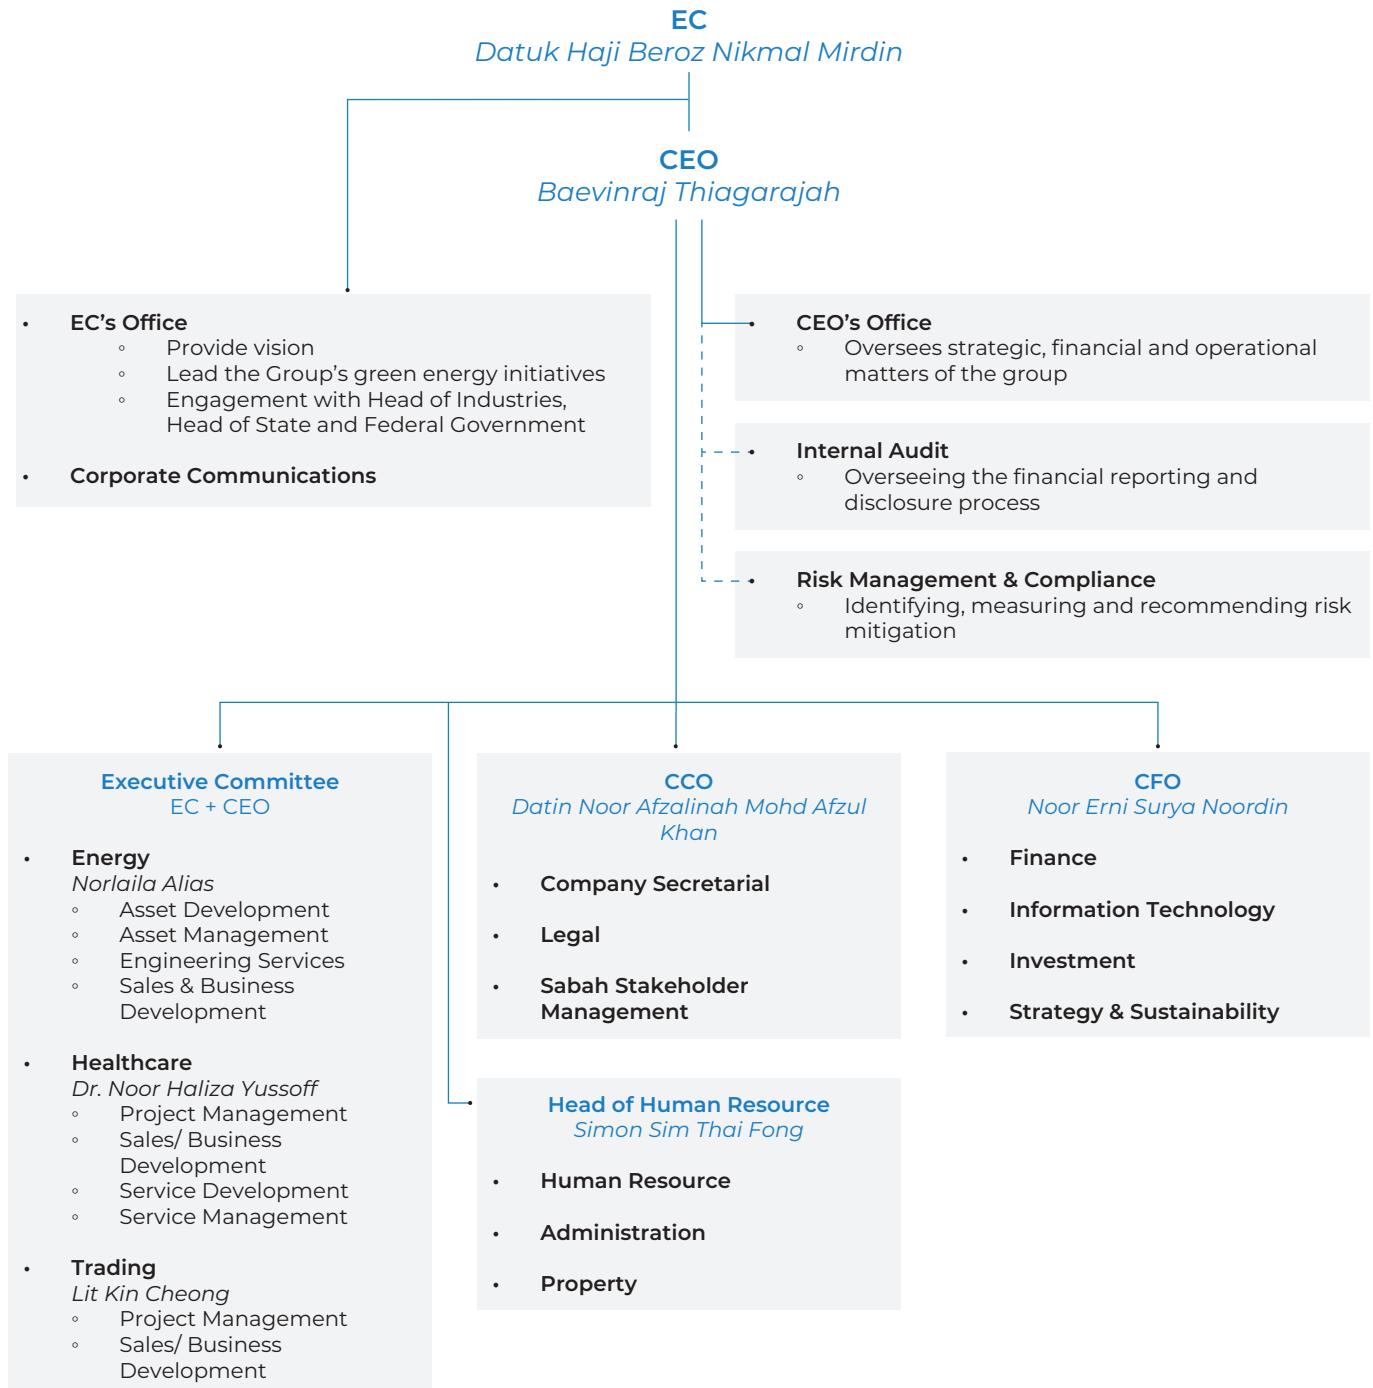 EC
Datuk Haji Beroz Nikmal Mirdin
CEO
Baevinraj Thiagarajah
• EC’s Office
◦ Provide vision
◦ Lead the Group’s green energy initiatives
◦ Engagement with Head of Industries,
Head of State and Federal Government
• Corporate Communications
• CEO’s Office
◦ Oversees strategic, financial and operational
matters of the group
• Internal Audit
◦ Overseeing the financial reporting and
disclosure process
• Risk Management & Compliance
◦ Identifying, measuring and recommending risk
mitigation
Executive Committee
EC + CEO
• Energy
Norlaila Alias
◦ Asset Development
◦ Asset Management
◦ Engineering Services
◦ Sales & Business
Development
• Healthcare
Dr. Noor Haliza Yussoff
◦ Project Management
◦ Sales/ Business
Development
◦ Service Development
◦ Service Management
• Trading
Lit Kin Cheong
◦ Project Management
◦ Sales/ Business
Development
CCO
Datin Noor Afzalinah Mohd Afzul
Khan
• Company Secretarial
• Legal
• Sabah Stakeholder
Management
Head of Human Resource
Simon Sim Thai Fong
• Human Resource
• Administration
• Property
CFO
Noor Erni Surya Noordin
• Finance
• Information Technology
• Investment
• Strategy & Sustainability